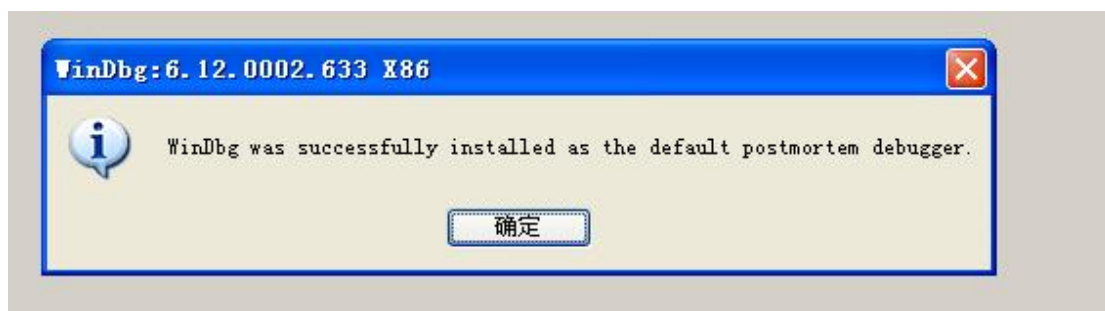 WinDbg:6.12.0002.633 X86
WinDbg was successfully installed as the default postmortem debugger.
确定